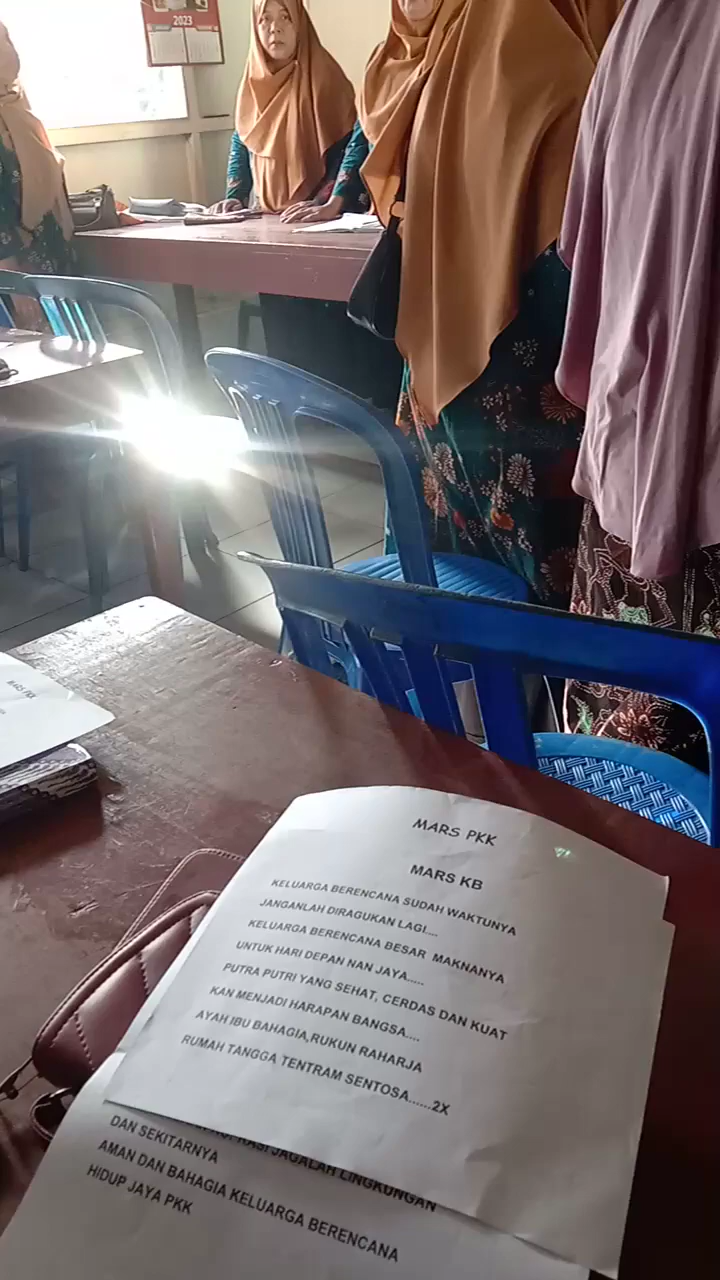 2023
MARS PKK
MARS PKK
MARS KB
KELUARGA BERENCANA SUDAH WAKTUNYA
JANGANLAH DIRAGUKAN LAGI....
KELUARGA BERENCANA BESAR MAKNANYA
UNTUK HARI DEPAN NAN JAYA.....
PUTRA PUTRI YANG SEHAT, CERDAS DAN KUAT
KAN MENJADI HARAPAN BANGSA....
AYAH IBU BAHAGIA,RUKUN RAHARJA
RUMAH TANGGA TENTRAM SENTOSA......2X
JAGALAH LINGKUNGAN
DAN SEKITARNYA
AMAN DAN BAHAGIA KELUARGA BERENCANA
HIDUP JAYA PKK